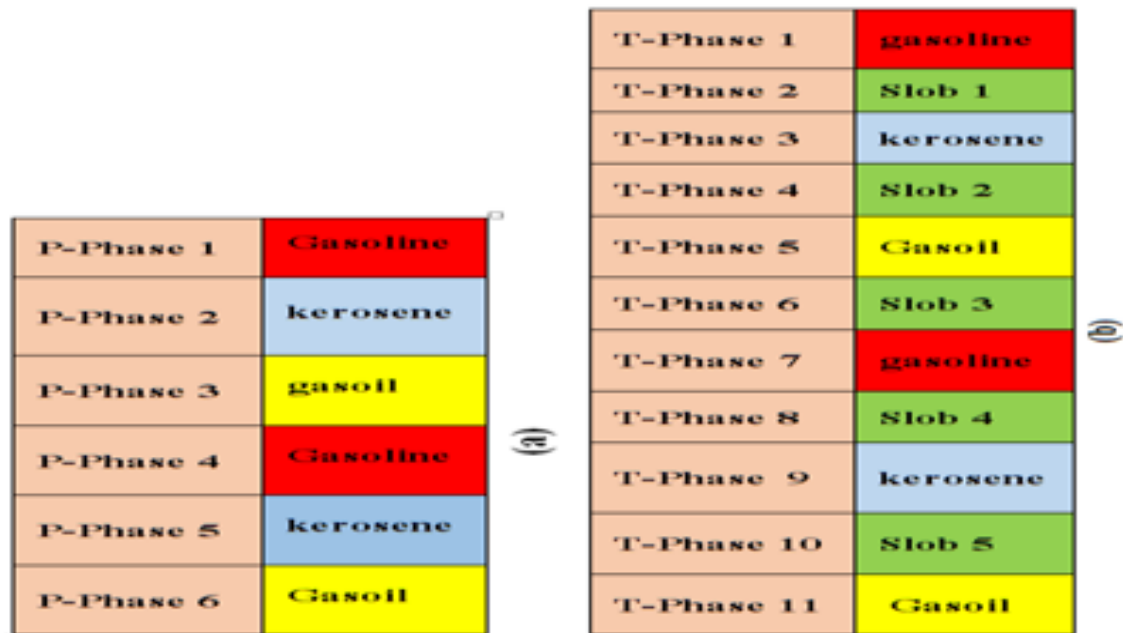 P-Phase 1 Gasoline
P-Phase 2 kerosene
P-Phase 3 gasoil
P-Phase 4 Gasoline
P-Phase 5 kerosene
P-Phase 6 Gasoil
(a)
T-Phase 1 gasoline
T-Phase 2 Slob 1
T-Phase 3 kerosene
T-Phase 4 Slob 2
T-Phase 5 Gasoil
T-Phase 6 Slob 3
T-Phase 7 gasoline
T-Phase 8 Slob 4
T-Phase 9 kerosene
T-Phase 10 Slob 5
T-Phase 11 Gasoil
(b)